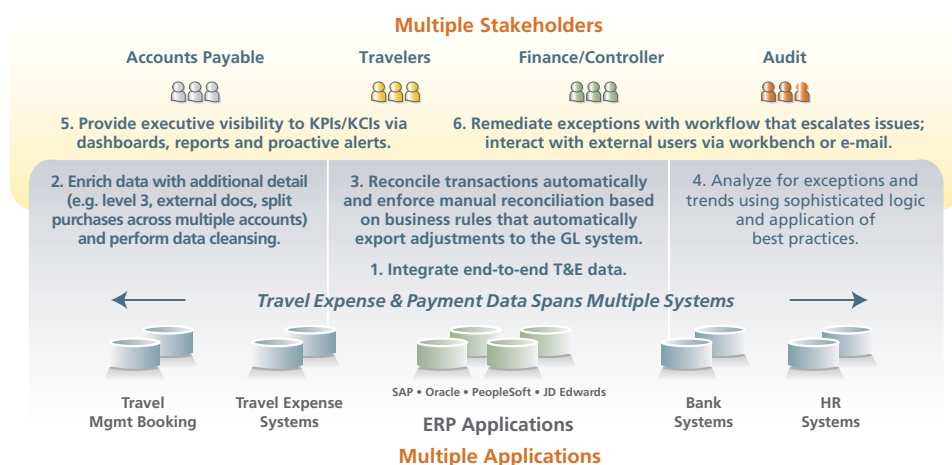 Multiple Stakeholders
Accounts Payable
Travelers
Finance/Controller
Audit
5. Provide executive visibility to KPIs/KCIs via
dashboards, reports and proactive alerts.
6. Remediate exceptions with workflow that escalates issues;
interact with external users via workbench or e-mail.
2. Enrich data with additional detail
(e.g. level 3, external docs, split
purchases across multiple accounts)
and perform data cleansing.
3. Reconcile transactions automatically
and enforce manual reconciliation based
on business rules that automatically
export adjustments to the GL system.
4. Analyze for exceptions and
trends using sophisticated logic
and application of
best practices.
1. Integrate end-to-end T&E data.
Travel Expense & Payment Data Spans Multiple Systems
Travel
Mgmt Booking
Travel Expense
Systems
SAP • Oracle • PeopleSoft • JD Edwards
ERP Applications
Bank
Systems
HR
Systems
Multiple Applications